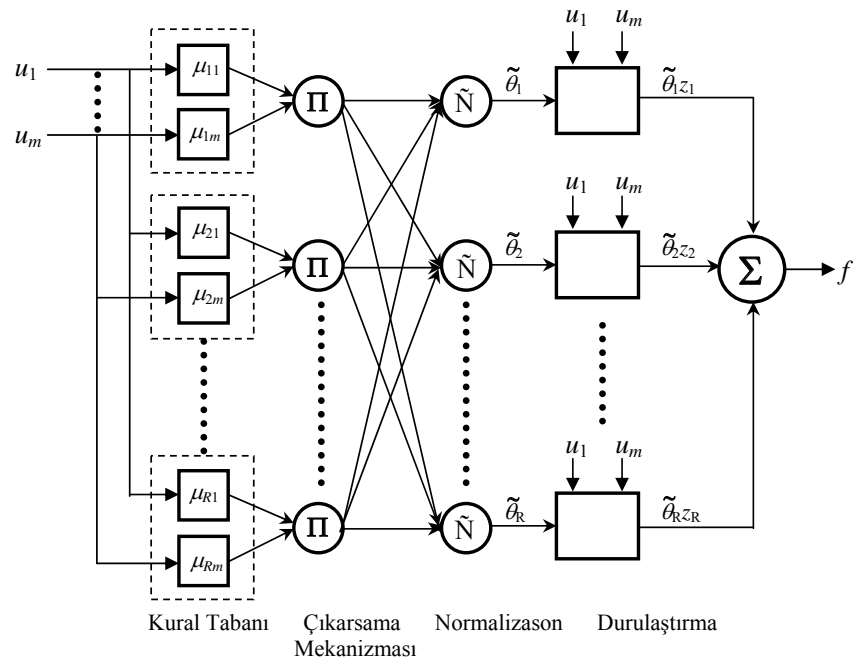 u1 um
u1 μ11 Π Ñ θ̃1 θ̃1z1
um μ1m
u1 um
μ21 Π Ñ θ̃2 θ̃2z2 Σ f
μ2m
u1 um
μR1 Π Ñ θ̃R θ̃RzR
μRm
Kural Tabanı Çıkarsama Normalizason Durulaştırma
Mekanizması